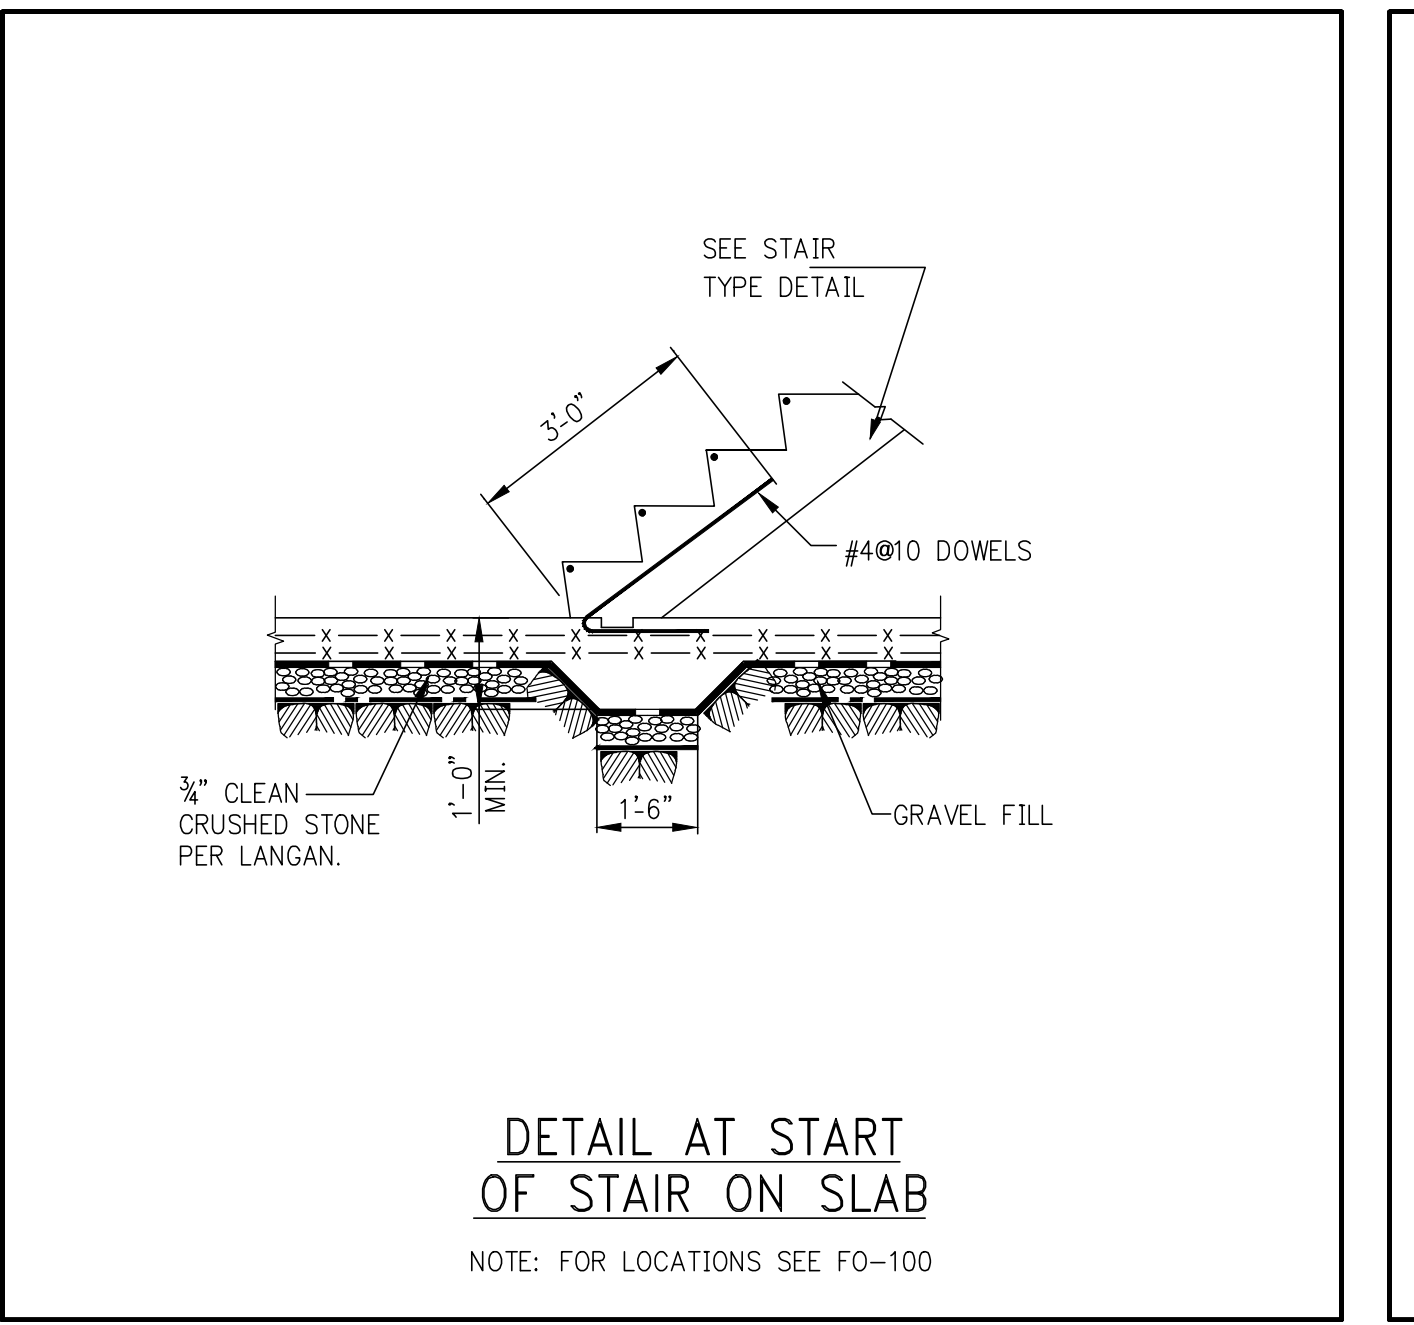 SEE STAIR
TYPE DETAIL
3'-0"
#4@10 DOWELS
X X X X X X X X X X
X X X X X X X X X X
¾" CLEAN
CRUSHED STONE
PER LANGAN.
1'-0"
MIN.
1'-6"
GRAVEL FILL
DETAIL AT START
OF STAIR ON SLAB
NOTE: FOR LOCATIONS SEE FO-100